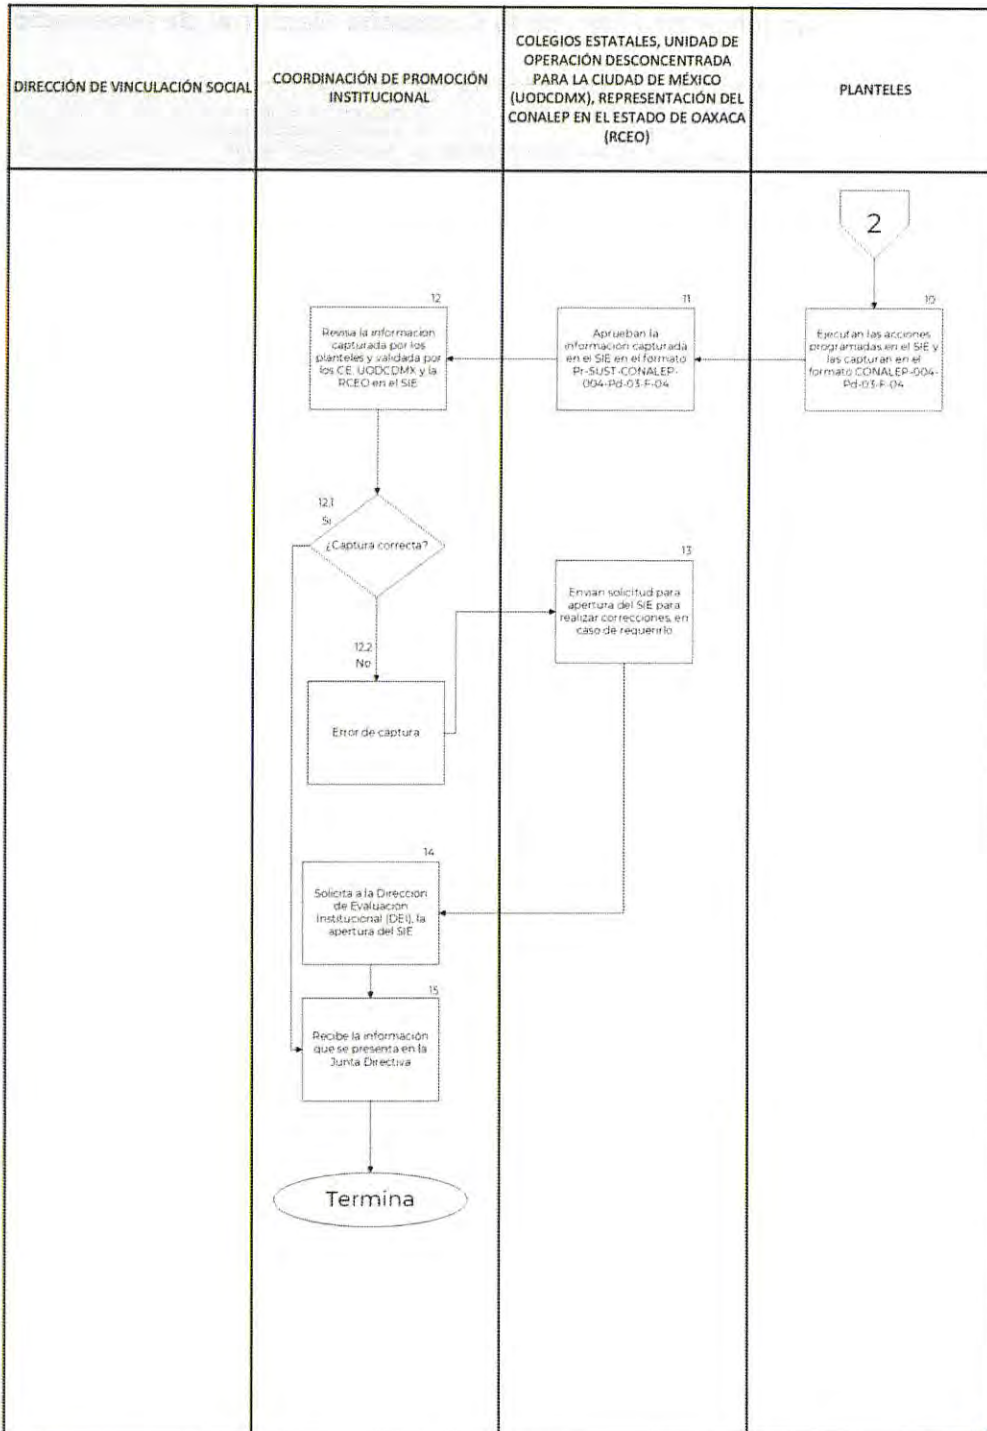 DIRECCIÓN DE VINCULACIÓN SOCIAL
COORDINACIÓN DE PROMOCIÓN
INSTITUCIONAL
COLEGIOS ESTATALES, UNIDAD DE
OPERACIÓN DESCONCENTRADA
PARA LA CIUDAD DE MÉXICO
(UODCDMX), REPRESENTACIÓN DEL
CONALEP EN EL ESTADO DE OAXACA
(RCEO)
PLANTELES
2
10
Ejecutan las acciones
programadas en el SIE y
las capturan en el
formato CONALEP-004-
Pd-03-F-04
11
Aprueban la
información capturada
en el SIE en el formato
Pr-SUST-CONALEP-
004-Pd-03-F-04
12
Revisa la información
capturada por los
planteles y validada por
los CE, UODCDMX y la
RCEO en el SIE
12.1
Si
¿Captura correcta?
12.2
No
Error de captura
13
Envían solicitud para
apertura del SIE para
realizar correcciones, en
caso de requerirlo
14
Solicita a la Dirección
de Evaluación
Institucional (DEI), la
apertura del SIE
15
Recibe la información
que se presenta en la
Junta Directiva
Termina